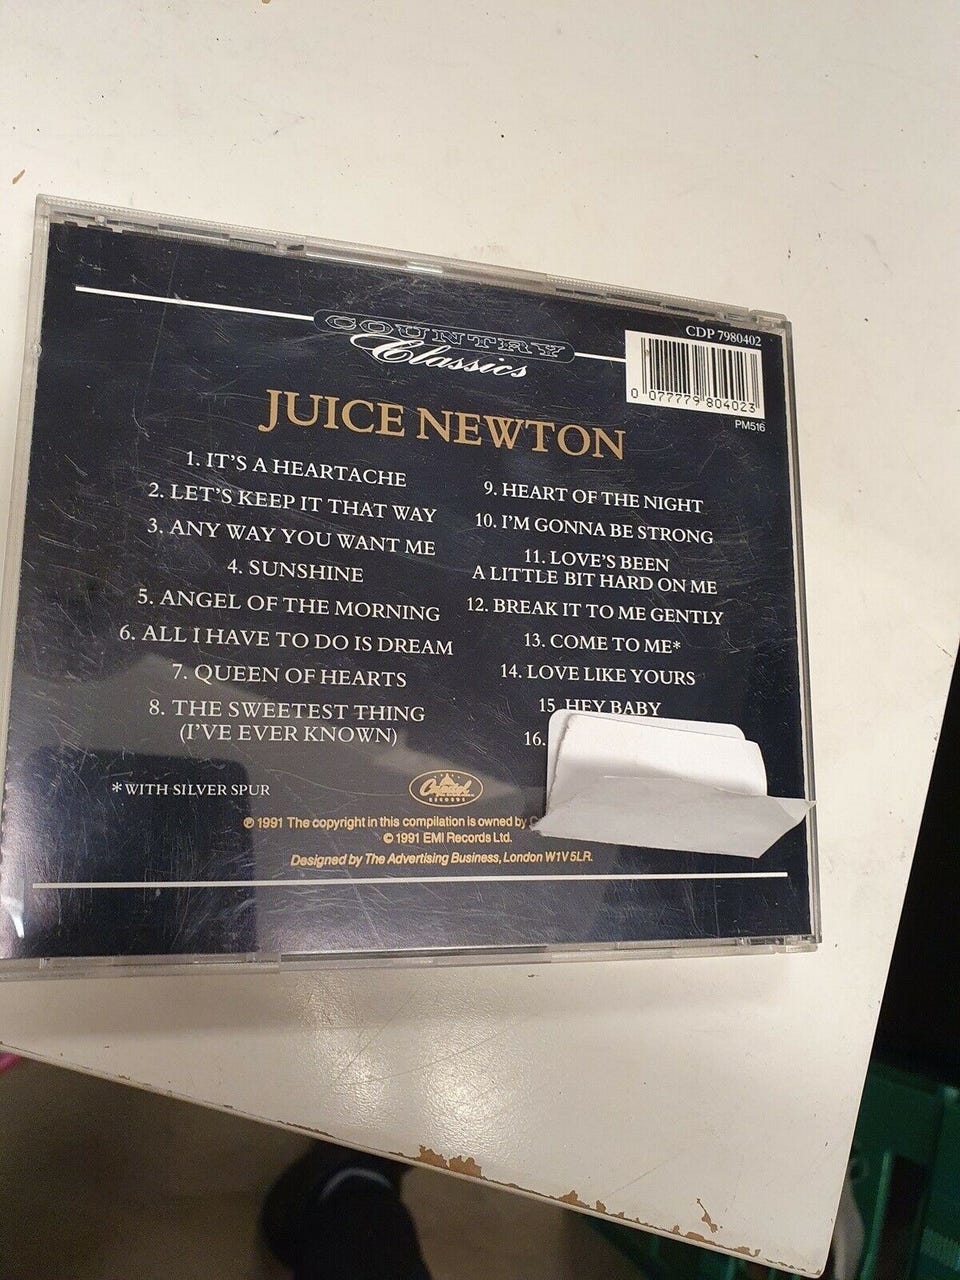 COUNTRY
Classics
CDP 7980402
0 077779 804023
PM516
JUICE NEWTON
1. IT'S A HEARTACHE
2. LET'S KEEP IT THAT WAY
3. ANY WAY YOU WANT ME
4. SUNSHINE
5. ANGEL OF THE MORNING
6. ALL I HAVE TO DO IS DREAM
7. QUEEN OF HEARTS
8. THE SWEETEST THING
(I'VE EVER KNOWN)
9. HEART OF THE NIGHT
10. I'M GONNA BE STRONG
11. LOVE'S BEEN
A LITTLE BIT HARD ON ME
12. BREAK IT TO ME GENTLY
13. COME TO ME*
14. LOVE LIKE YOURS
15. HEY BABY
16.
* WITH SILVER SPUR
Capitol
RECORDS
℗ 1991 The copyright in this compilation is owned by
© 1991 EMI Records Ltd.
Designed by The Advertising Business, London W1V 5LR.